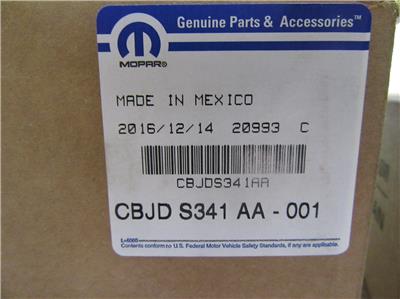 Genuine Parts & Accessories™
MOPAR®
MADE IN MEXICO
2016/12/14 20993 C
CBJDS341AA
CBJD S341 AA - 001
L-6005
Contents conform to U.S. Federal Motor Vehicle Safety Standards, if any are applicable.